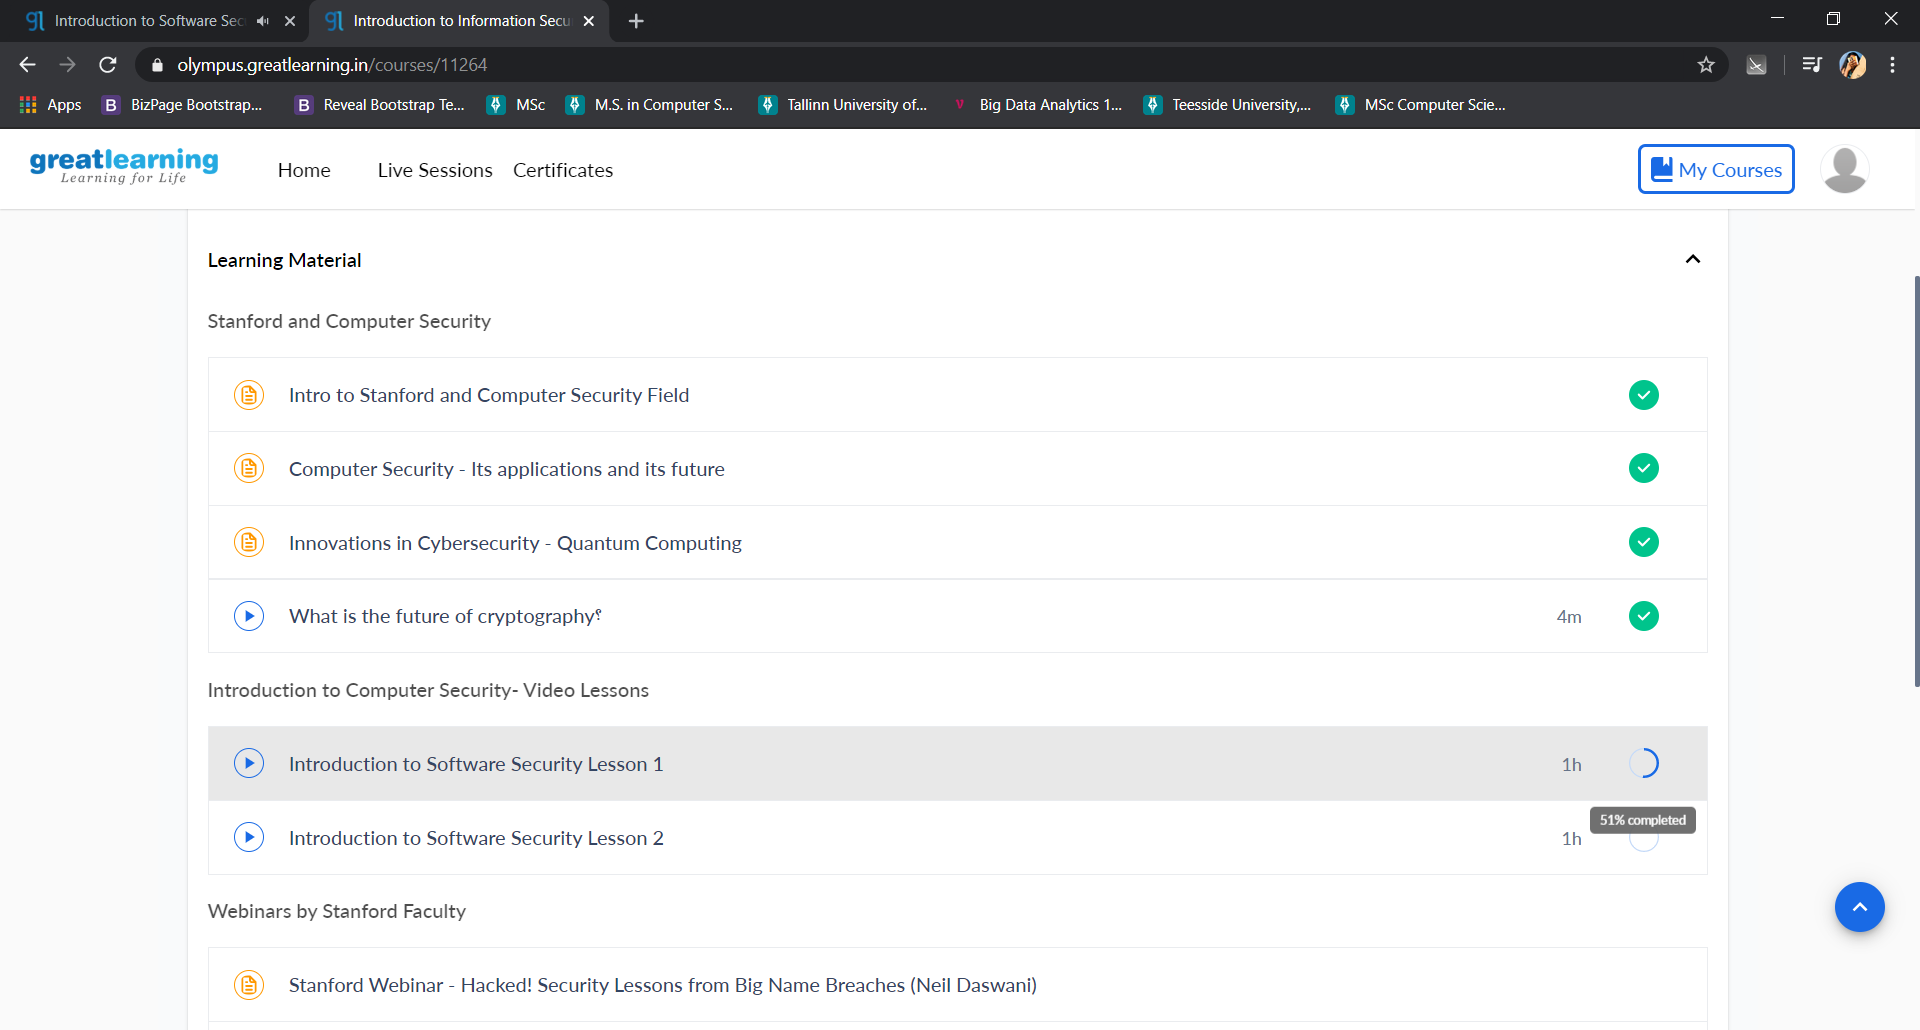 Introduction to Software Sec
Introduction to Information Secu
olympus.greatlearning.in/courses/11264
Apps
BizPage Bootstrap...
Reveal Bootstrap Te...
MSc
M.S. in Computer S...
Tallinn University of...
Big Data Analytics 1...
Teesside University,...
MSc Computer Scie...
greatlearning
Learning for Life
Home
Live Sessions
Certificates
My Courses
Learning Material
Stanford and Computer Security
Intro to Stanford and Computer Security Field
Computer Security - Its applications and its future
Innovations in Cybersecurity - Quantum Computing
What is the future of cryptography؟
4m
Introduction to Computer Security- Video Lessons
Introduction to Software Security Lesson 1
1h
51% completed
Introduction to Software Security Lesson 2
1h
Webinars by Stanford Faculty
Stanford Webinar - Hacked! Security Lessons from Big Name Breaches (Neil Daswani)